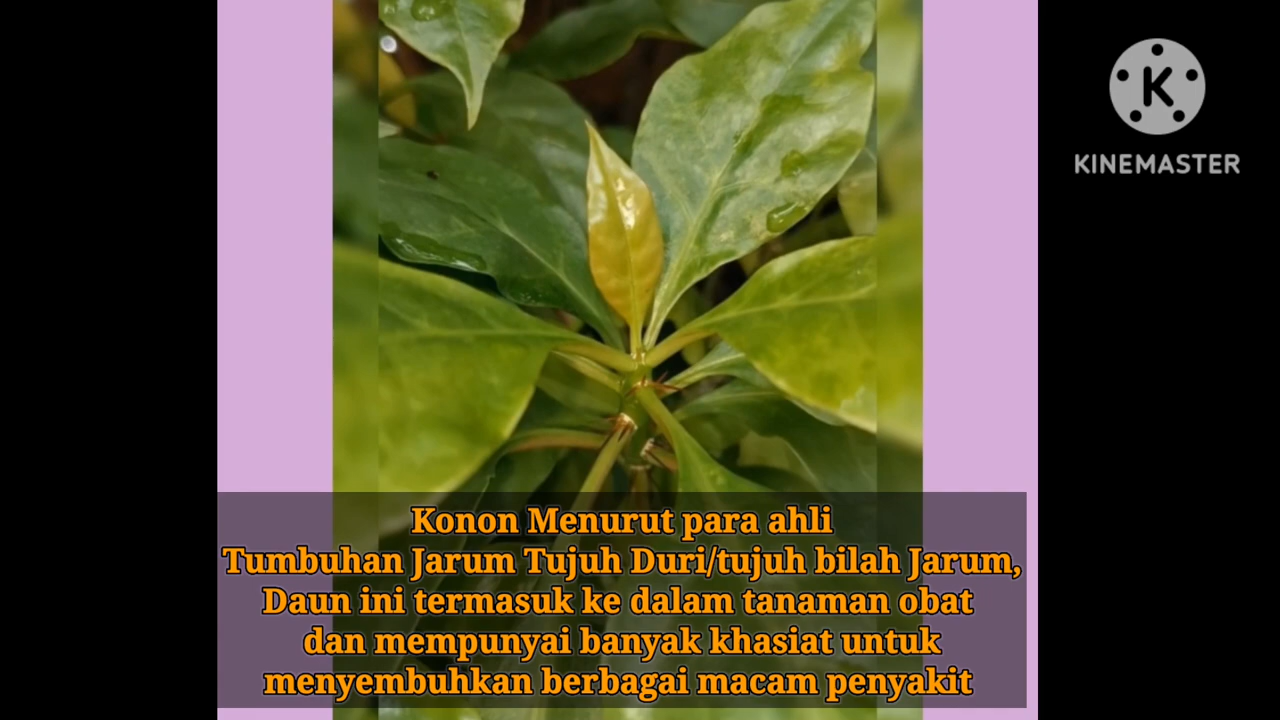 KINEMASTER
Konon Menurut para ahli
Tumbuhan Jarum Tujuh Duri/tujuh bilah Jarum,
Daun ini termasuk ke dalam tanaman obat
dan mempunyai banyak khasiat untuk
menyembuhkan berbagai macam penyakit